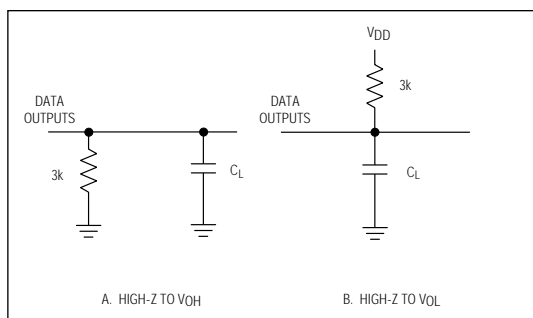 DATA
OUTPUTS
3k
CL
A. HIGH-Z TO VOH
VDD
3k
DATA
OUTPUTS
CL
B. HIGH-Z TO VOL